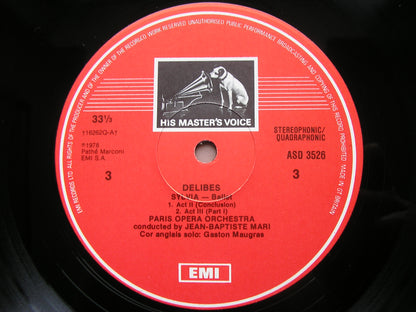 EMI RECORDS LTD ALL RIGHTS OF THE PRODUCER AND OF THE OWNER OF THE RECORDED WORK RESERVED UNAUTHORISED PUBLIC PERFORMANCE BROADCASTING AND COPYING OF THIS RECORD PROHIBITED MADE IN GT BRITAIN
HIS MASTER'S VOICE
33⅓
STEREOPHONIC/
QUADRAPHONIC
ASD 3526
℗1978
Pathé Marconi
EMI S.A.
3
3
DELIBES
SYLVIA — Ballet
1. Act II (Conclusion)
2. Act III (Part I)
PARIS OPERA ORCHESTRA
conducted by JEAN-BAPTISTE MARI
Cor anglais solo: Gaston Maugras
EMI